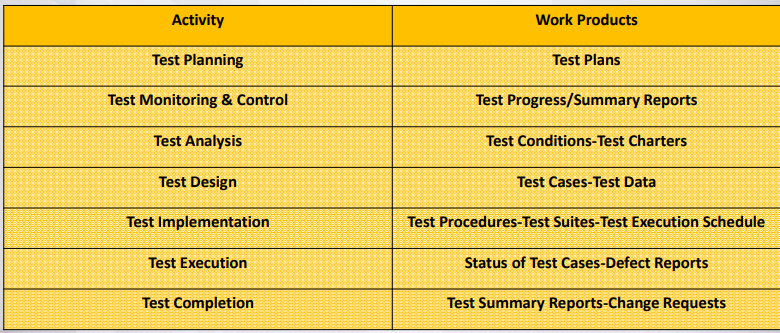 Activity Work Products
Test Planning Test Plans
Test Monitoring & Control Test Progress/Summary Reports
Test Analysis Test Conditions-Test Charters
Test Design Test Cases-Test Data
Test Implementation Test Procedures-Test Suites-Test Execution Schedule
Test Execution Status of Test Cases-Defect Reports
Test Completion Test Summary Reports-Change Requests